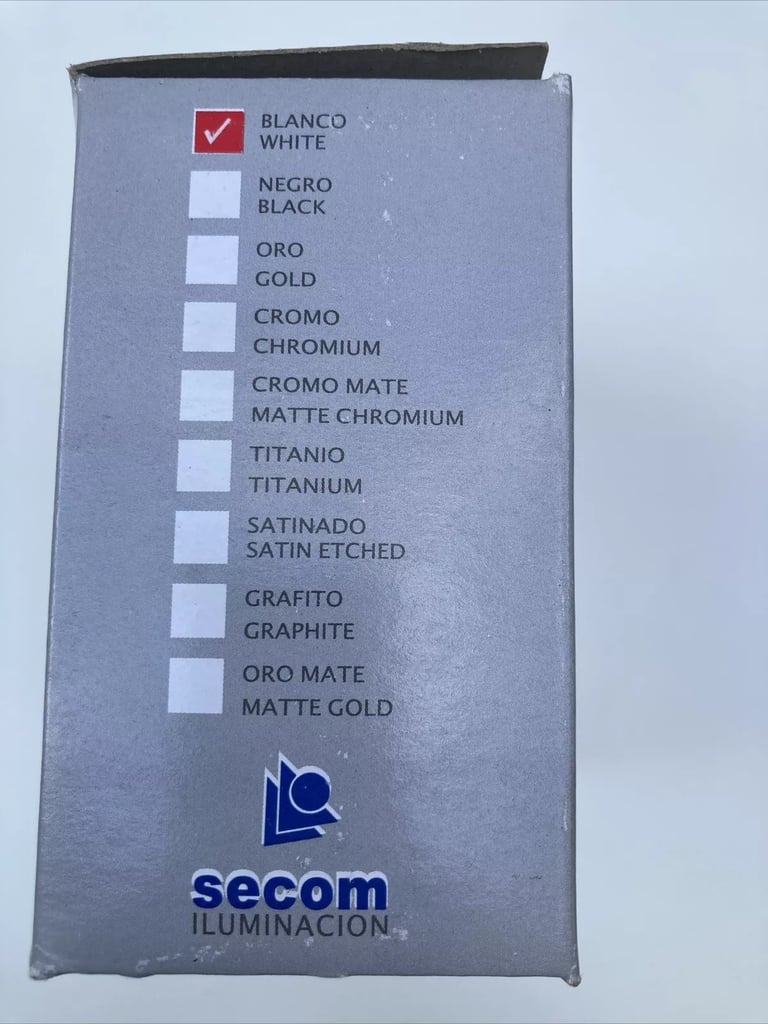 BLANCO
WHITE
NEGRO
BLACK
ORO
GOLD
CROMO
CHROMIUM
CROMO MATE
MATTE CHROMIUM
TITANIO
TITANIUM
SATINADO
SATIN ETCHED
GRAFITO
GRAPHITE
ORO MATE
MATTE GOLD
secom
ILUMINACION